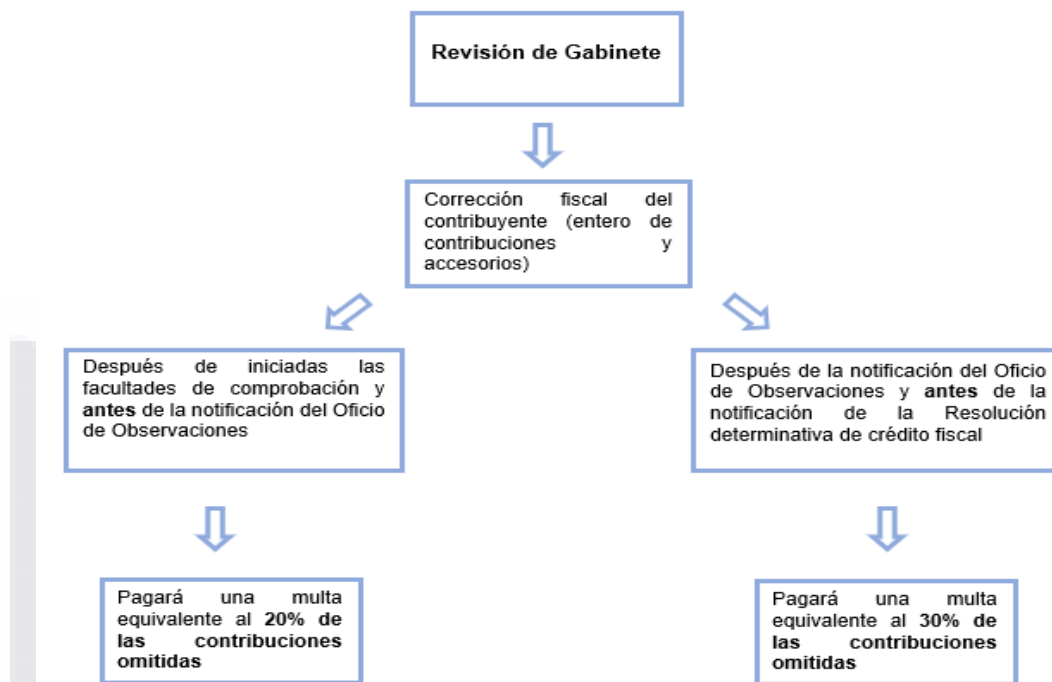 Revisión de Gabinete
Corrección fiscal del
contribuyente (entero de
contribuciones y
accesorios)
Después de iniciadas las
facultades de comprobación y
antes de la notificación del Oficio
de Observaciones
Después de la notificación del Oficio
de Observaciones y antes de la
notificación de la Resolución
determinativa de crédito fiscal
Pagará una multa
equivalente al 20% de
las contribuciones
omitidas
Pagará una multa
equivalente al 30% de
las contribuciones
omitidas